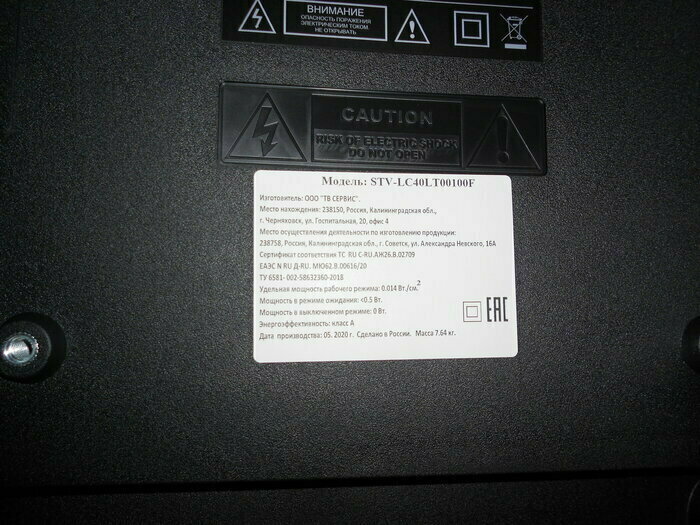 ВНИМАНИЕ
ОПАСНОСТЬ ПОРАЖЕНИЯ
ЭЛЕКТРИЧЕСКИМ ТОКОМ.
НЕ ОТКРЫВАТЬ
CAUTION
RISK OF ELECTRIC SHOCK
DO NOT OPEN
Модель: STV-LC40LT00100F
Изготовитель: ООО "ТВ СЕРВИС".
Место нахождения: 238150, Россия, Калининградская обл.,
г. Черняховск, ул. Госпитальная, 20, офис 4
Место осуществления деятельности по изготовлению продукции:
238758, Россия, Калининградская обл., г. Советск, ул. Александра Невского, 16А
Сертификат соответствия ТС RU C-RU.АЖ26.В.02709
ЕАЭС N RU Д-RU. МЮ62.В.00616/20
ТУ 6581- 002-58632360-2018
Удельная мощность рабочего режима: 0.014 Вт./см.2
Мощность в режиме ожидания: <0.5 Вт.
Мощность в выключенном режиме: 0 Вт.
Энергоэффективность: класс А
Дата производства: 05. 2020 г. Сделано в России. Масса 7.64 кг.
EAC